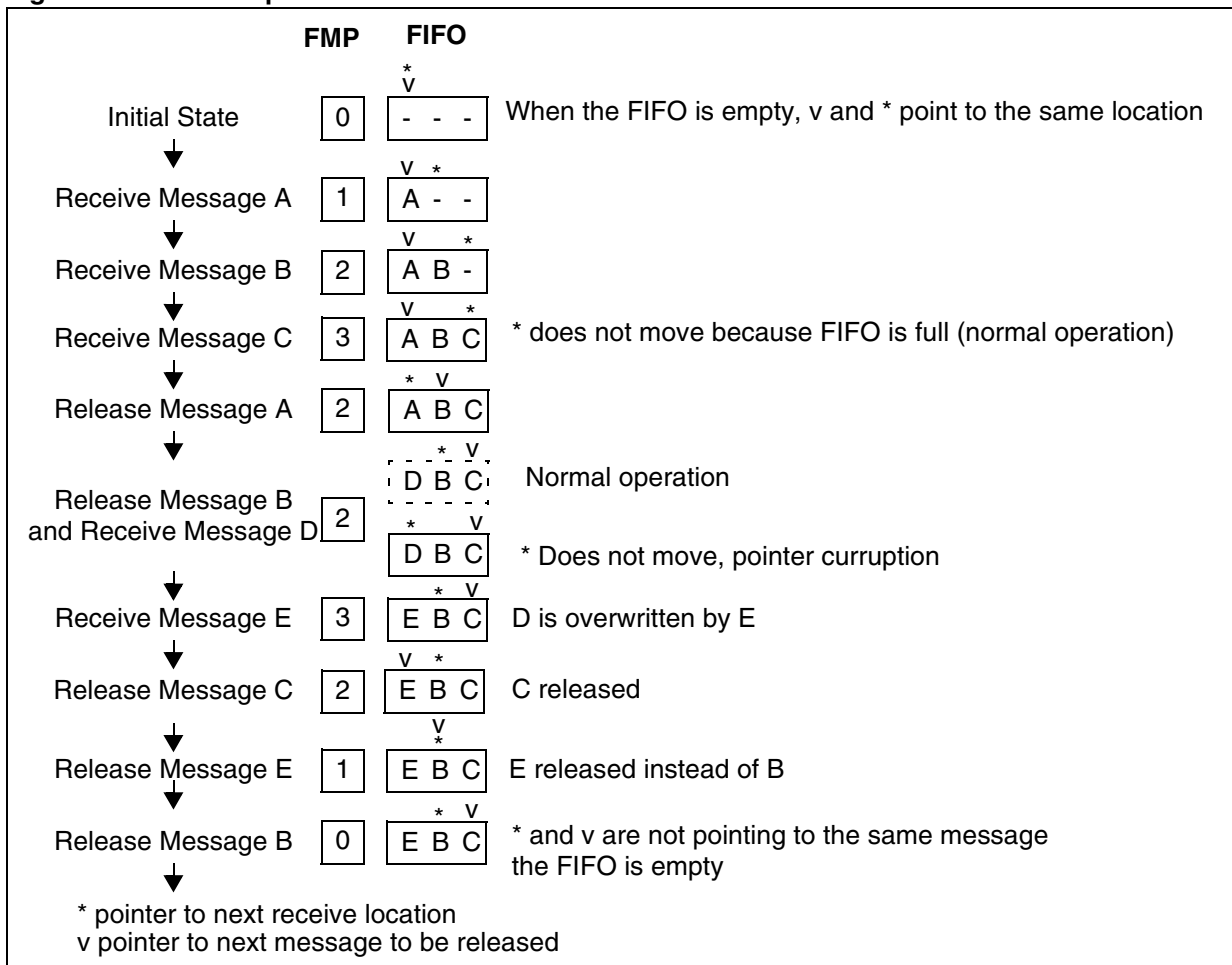 FMP FIFO
*
v
Initial State 0 - - - When the FIFO is empty, v and * point to the same location
v *
Receive Message A 1 A - -
v *
Receive Message B 2 A B -
v *
Receive Message C 3 A B C * does not move because FIFO is full (normal operation)
* v
Release Message A 2 A B C
* v
D B C Normal operation
Release Message B
and Receive Message D 2
* v
D B C * Does not move, pointer curruption
* v
Receive Message E 3 E B C D is overwritten by E
v *
Release Message C 2 E B C C released
v
*
Release Message E 1 E B C E released instead of B
* v
Release Message B 0 E B C * and v are not pointing to the same message
the FIFO is empty
* pointer to next receive location
v pointer to next message to be released